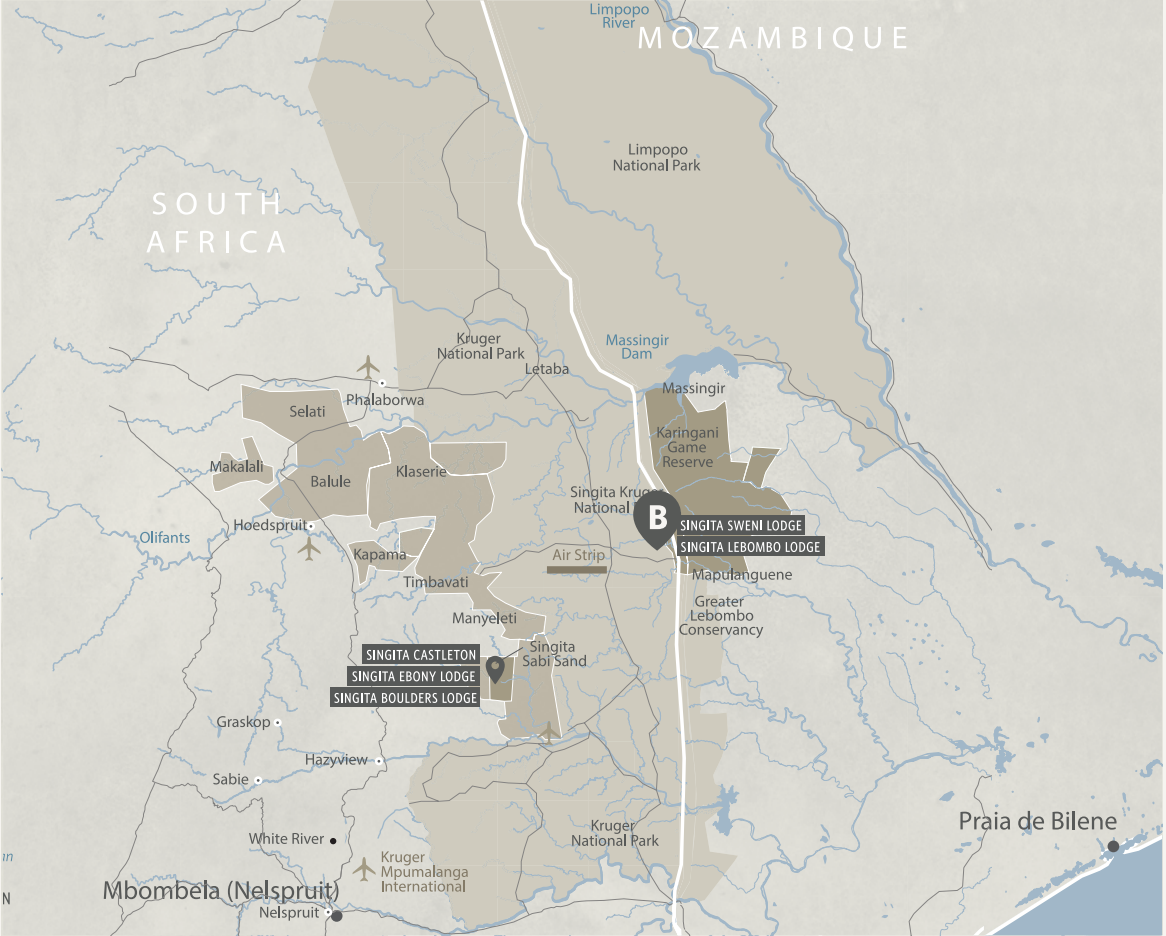 Limpopo
River
MOZAMBIQUE
Limpopo
National Park
SOUTH
AFRICA
Kruger
National Park
Massingir
Dam
Letaba
Massingir
Phalaborwa
Selati
Karingani
Game
Reserve
Makalali
Klaserie
Balule
Singita Kruger
National
B
Hoedspruit
SINGITA SWENI LODGE
Olifants
SINGITA LEBOMBO LODGE
Kapama
Air Strip
Timbavati
Mapulanguene
Greater
Lebombo
Conservancy
Manyeleti
Singita
Sabi Sand
SINGITA CASTLETON
SINGITA EBONY LODGE
SINGITA BOULDERS LODGE
Graskop
Hazyview
Sabie
White River
Kruger
National Park
Praia de Bilene
Kruger
Mpumalanga
International
Mbombela (Nelspruit)
Nelspruit
N